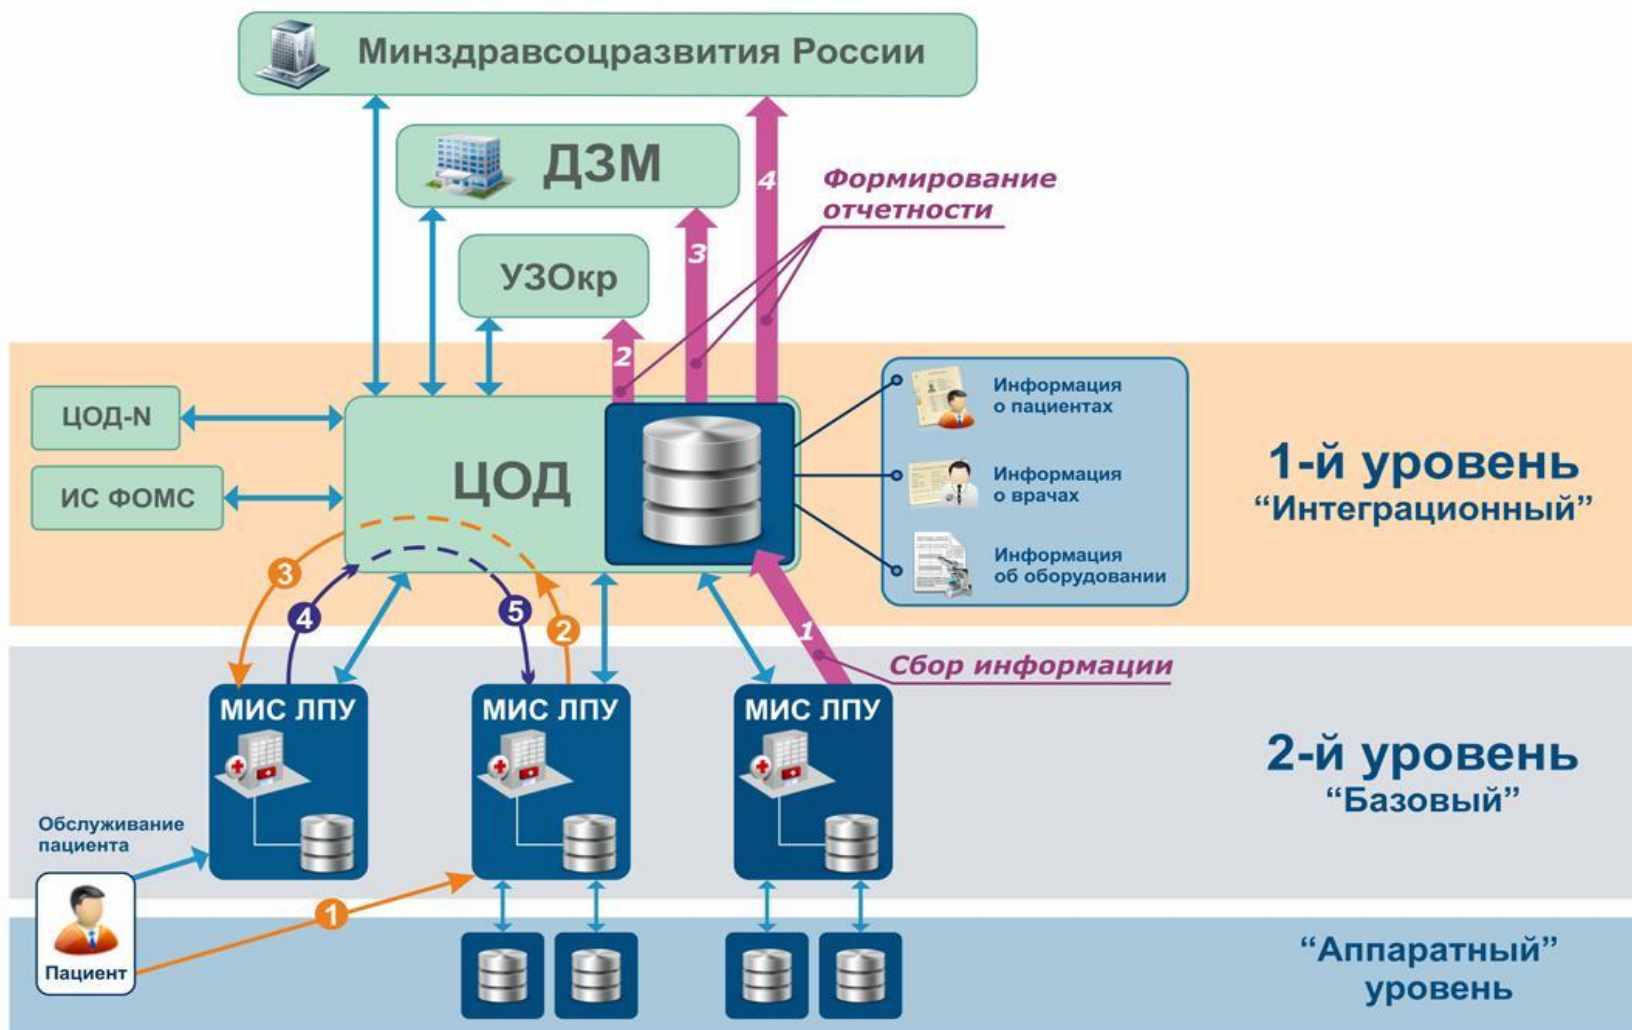 Минздравсоцразвития России
ДЗМ
4
Формирование
отчетности
3
УЗОкр
2
ЦОД-N
ИС ФОМС
ЦОД
Информация
о пациентах
Информация
о врачах
Информация
об оборудовании
1-й уровень
“Интеграционный”
3
4
5
2
1
Сбор информации
МИС ЛПУ
МИС ЛПУ
МИС ЛПУ
2-й уровень
“Базовый”
Обслуживание
пациента
1
Пациент
“Аппаратный”
уровень